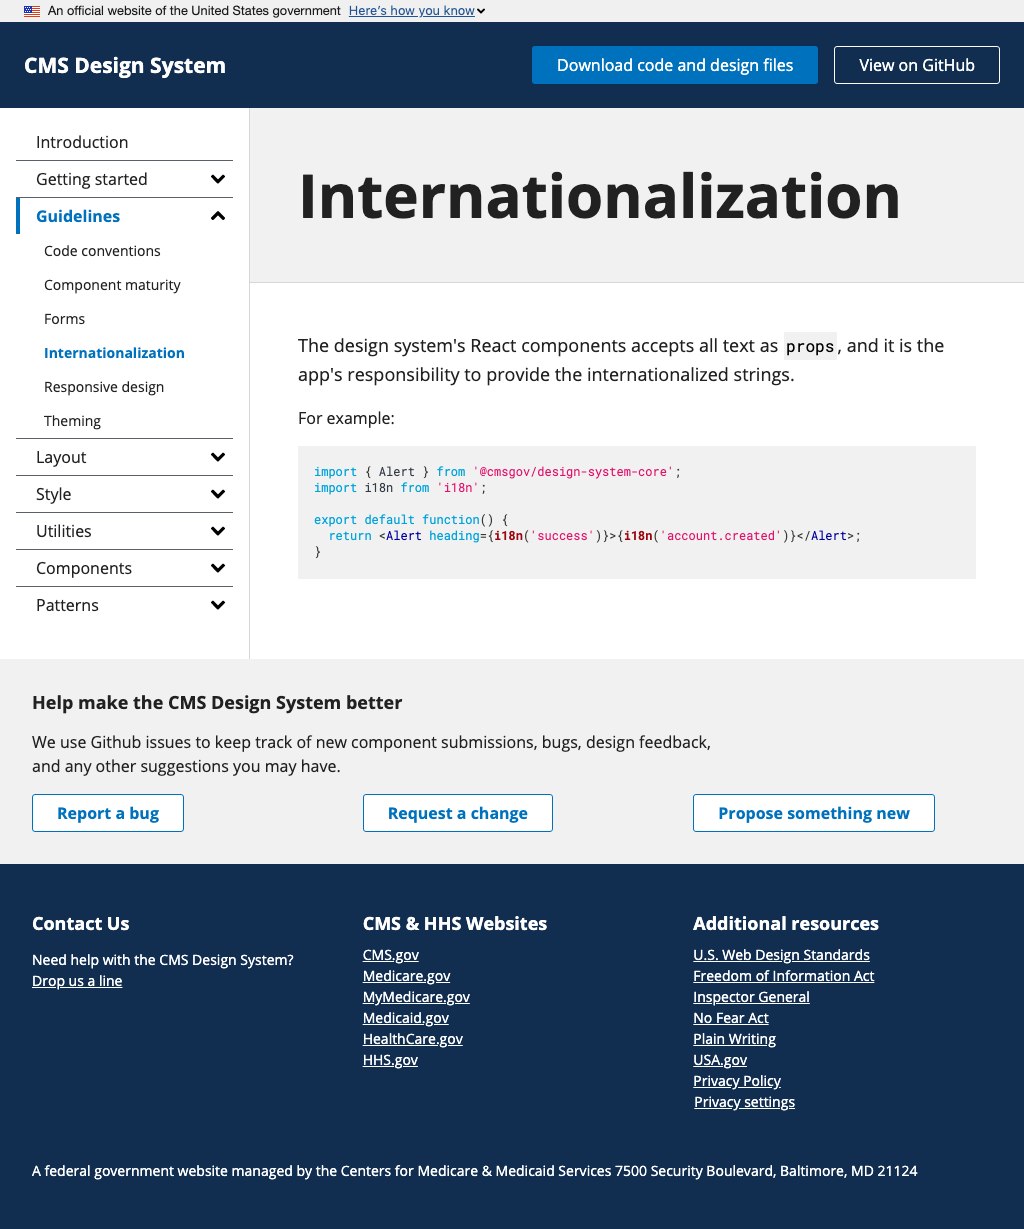 An official website of the United States government Here's how you know
CMS Design System
Download code and design files
View on GitHub
Introduction
Getting started
Guidelines
Code conventions
Component maturity
Forms
Internationalization
Responsive design
Theming
Layout
Style
Utilities
Components
Patterns
Internationalization
The design system's React components accepts all text as props, and it is the
app's responsibility to provide the internationalized strings.
For example:
import { Alert } from '@cmsgov/design-system-core';
import i18n from 'i18n';
export default function() {
  return <Alert heading={i18n('success')}>{i18n('account.created')}</Alert>;
}
Help make the CMS Design System better
We use Github issues to keep track of new component submissions, bugs, design feedback,
and any other suggestions you may have.
Report a bug
Request a change
Propose something new
Contact Us
Need help with the CMS Design System?
Drop us a line
CMS & HHS Websites
CMS.gov
Medicare.gov
MyMedicare.gov
Medicaid.gov
HealthCare.gov
HHS.gov
Additional resources
U.S. Web Design Standards
Freedom of Information Act
Inspector General
No Fear Act
Plain Writing
USA.gov
Privacy Policy
Privacy settings
A federal government website managed by the Centers for Medicare & Medicaid Services 7500 Security Boulevard, Baltimore, MD 21124